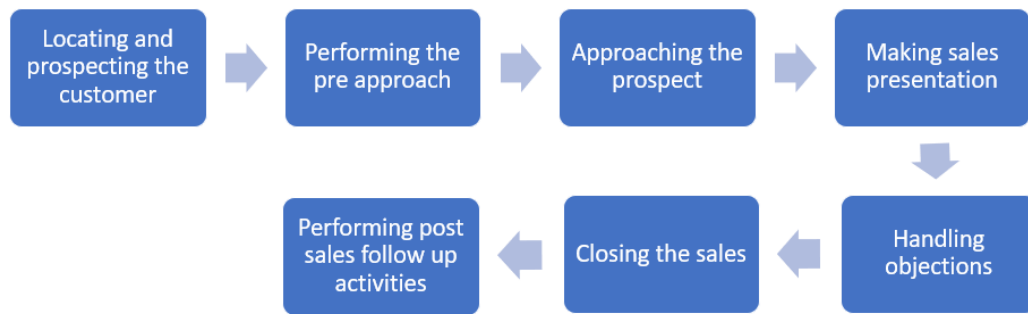 Locating and
prospecting the
customer
Performing the
pre approach
Approaching the
prospect
Making sales
presentation
Handling
objections
Closing the sales
Performing post
sales follow up
activities